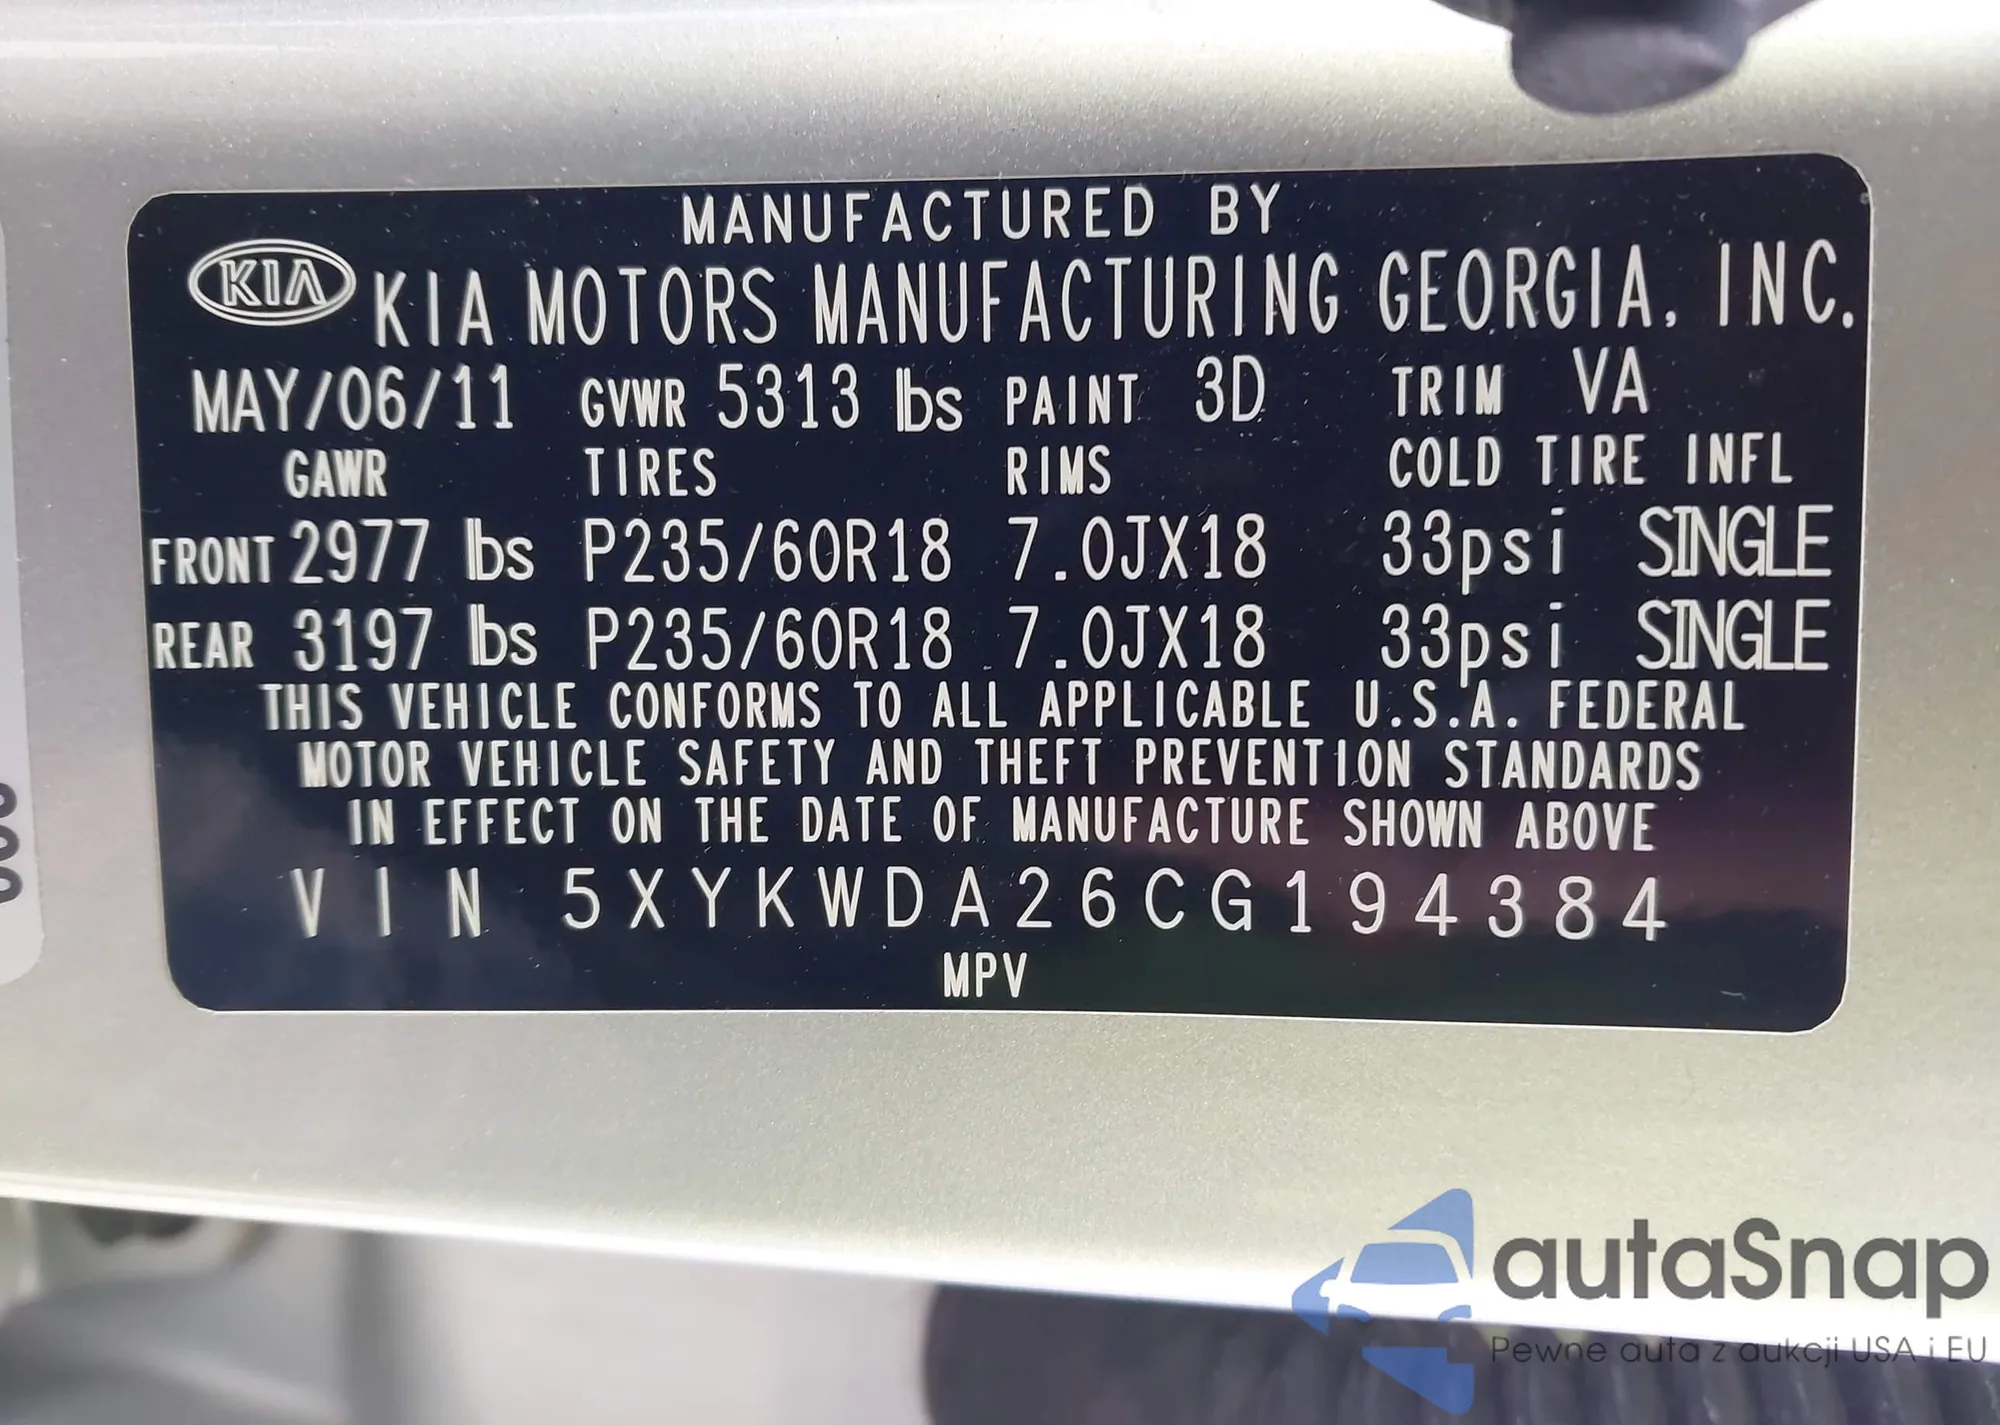 MANUFACTURED BY
KIA KIA MOTORS MANUFACTURING GEORGIA, INC.
MAY/06/11 GVWR 5313 lbs PAINT 3D TRIM VA
GAWR TIRES RIMS COLD TIRE INFL
FRONT 2977 lbs P235/60R18 7.0JX18 33psi SINGLE
REAR 3197 lbs P235/60R18 7.0JX18 33psi SINGLE
THIS VEHICLE CONFORMS TO ALL APPLICABLE U.S.A. FEDERAL
MOTOR VEHICLE SAFETY AND THEFT PREVENTION STANDARDS
IN EFFECT ON THE DATE OF MANUFACTURE SHOWN ABOVE
VIN 5XYKWDA26CG194384
MPV
autaSnap
Pewne auta z aukcji USA i EU